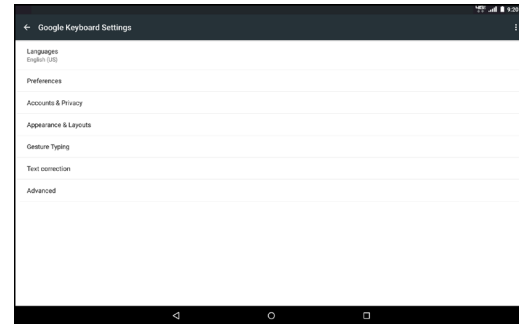 9:20
Google Keyboard Settings
Languages
English (US)
Preferences
Accounts & Privacy
Appearance & Layouts
Gesture Typing
Text correction
Advanced